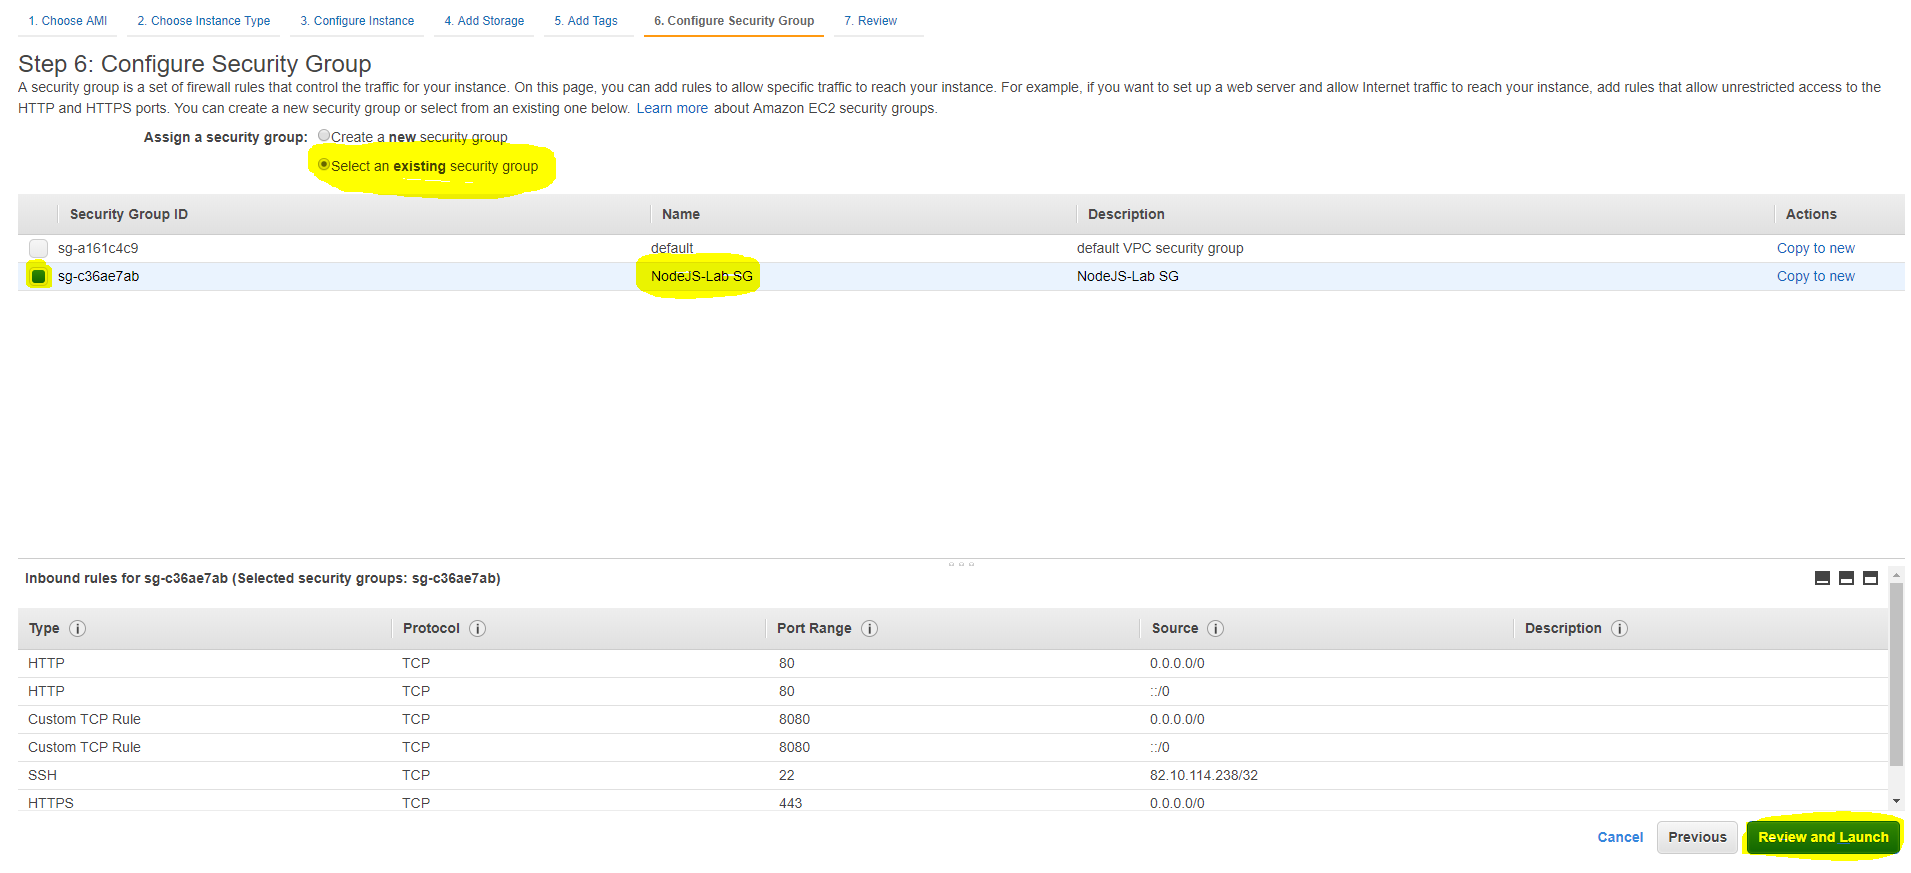 1. Choose AMI 2. Choose Instance Type 3. Configure Instance 4. Add Storage 5. Add Tags 6. Configure Security Group 7. Review
Step 6: Configure Security Group
A security group is a set of firewall rules that control the traffic for your instance. On this page, you can add rules to allow specific traffic to reach your instance. For example, if you want to set up a web server and allow Internet traffic to reach your instance, add rules that allow unrestricted access to the
HTTP and HTTPS ports. You can create a new security group or select from an existing one below. Learn more about Amazon EC2 security groups.
Assign a security group: Create a new security group
Select an existing security group
Security Group ID Name Description Actions
sg-a161c4c9 default default VPC security group Copy to new
sg-c36ae7ab NodeJS-Lab SG NodeJS-Lab SG Copy to new
Inbound rules for sg-c36ae7ab (Selected security groups: sg-c36ae7ab)
Type i Protocol i Port Range i Source i Description i
HTTP TCP 80 0.0.0.0/0
HTTP TCP 80 ::/0
Custom TCP Rule TCP 8080 0.0.0.0/0
Custom TCP Rule TCP 8080 ::/0
SSH TCP 22 82.10.114.238/32
HTTPS TCP 443 0.0.0.0/0
Cancel Previous Review and Launch